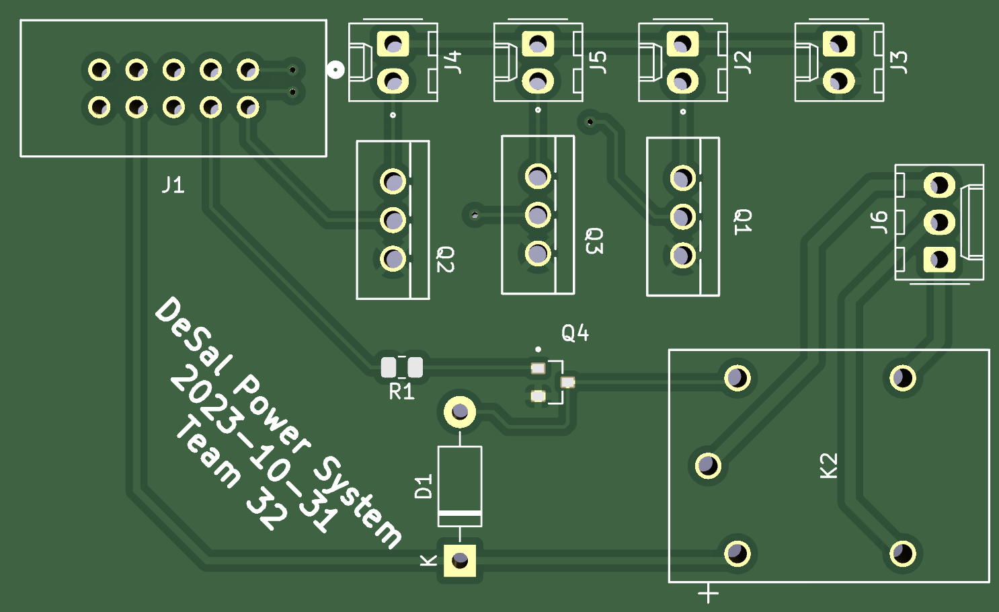 J4
J5
J2
J3
J1
Q1
J6
Q3
Q2
DeSal Power System
2023-10-31
Team 32
Q4
R1
K2
D1
K
+